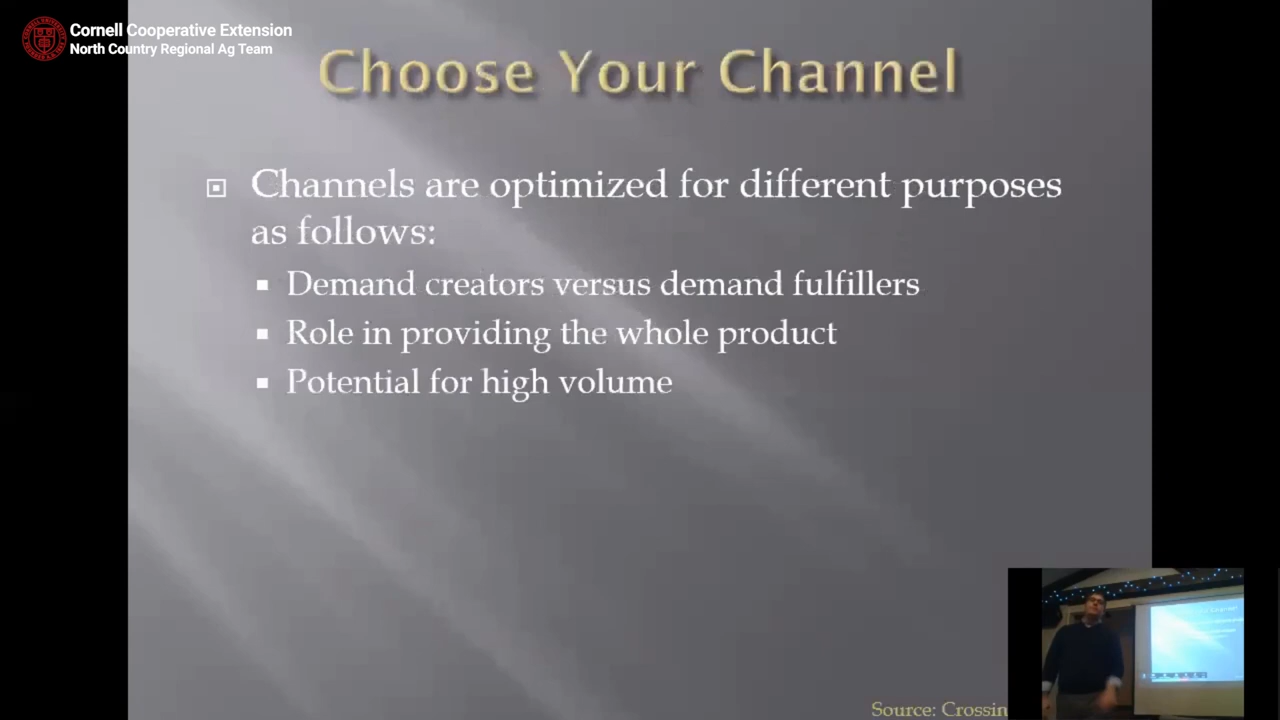 Cornell Cooperative Extension
North Country Regional Ag Team
Choose Your Channel
Channels are optimized for different purposes
as follows:
Demand creators versus demand fulfillers
Role in providing the whole product
Potential for high volume
Source: Crossin